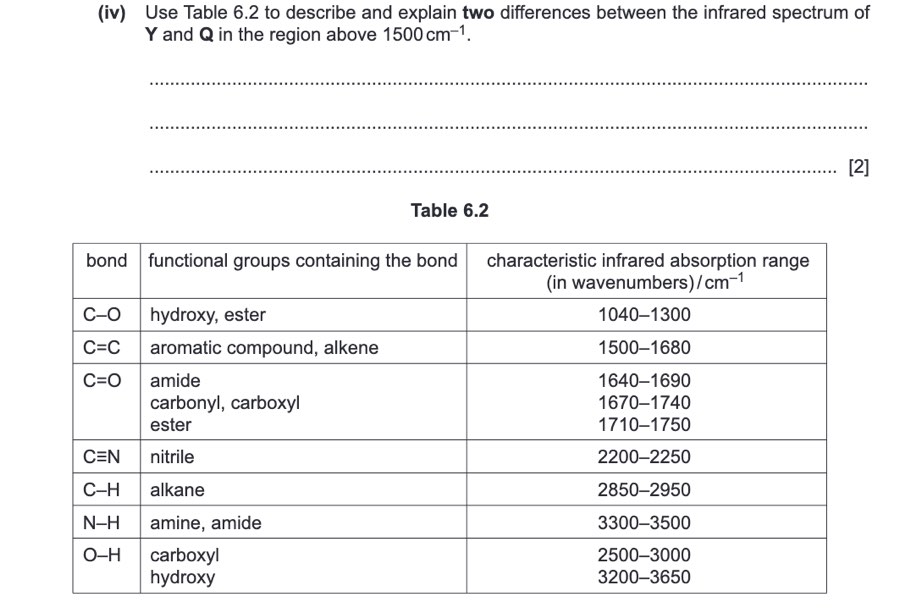 (iv) Use Table 6.2 to describe and explain two differences between the infrared spectrum of
Y and Q in the region above 1500 cm⁻¹.
..........................................................................................
..........................................................................................
.......................................................................................... [2]
Table 6.2
bond functional groups containing the bond characteristic infrared absorption range
(in wavenumbers)/cm⁻¹
C–O hydroxy, ester 1040–1300
C=C aromatic compound, alkene 1500–1680
C=O amide 1640–1690
carbonyl, carboxyl 1670–1740
ester 1710–1750
C≡N nitrile 2200–2250
C–H alkane 2850–2950
N–H amine, amide 3300–3500
O–H carboxyl 2500–3000
hydroxy 3200–3650